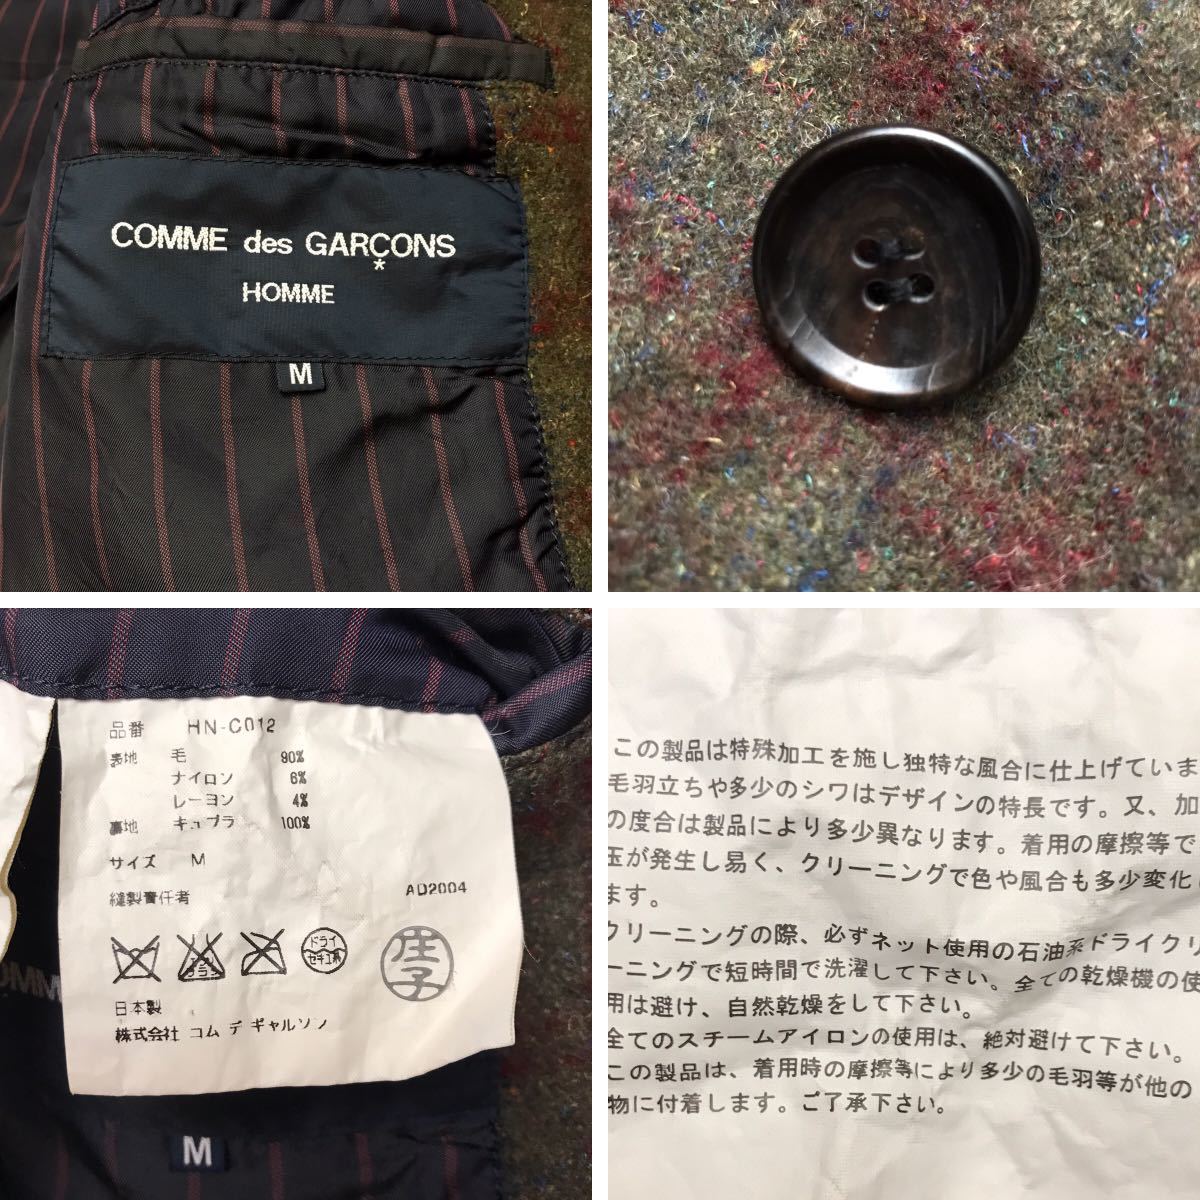 COMME des GARÇONS
*
HOMME
M
品番 HN-C012
表地 毛 90%
ナイロン 6%
レーヨン 4%
裏地 キュプラ 100%
サイズ M
縫製責任者
AD2004
ドライ
セキユ系
庄子
日本製
株式会社 コム デ ギャルソン
OMM
M
この製品は特殊加工を施し独特な風合に仕上げていま
毛羽立ちや多少のシワはデザインの特長です。又、加
の度合は製品により多少異なります。着用の摩擦等で
玉が発生し易く、クリーニングで色や風合も多少変化し
ます。
クリーニングの際、必ずネット使用の石油系ドライクリ
ーニングで短時間で洗濯して下さい。全ての乾燥機の使
用は避け、自然乾燥をして下さい。
全てのスチームアイロンの使用は、絶対避けて下さい。
この製品は、着用時の摩擦等により多少の毛羽等が他の
物に付着します。ご了承下さい。